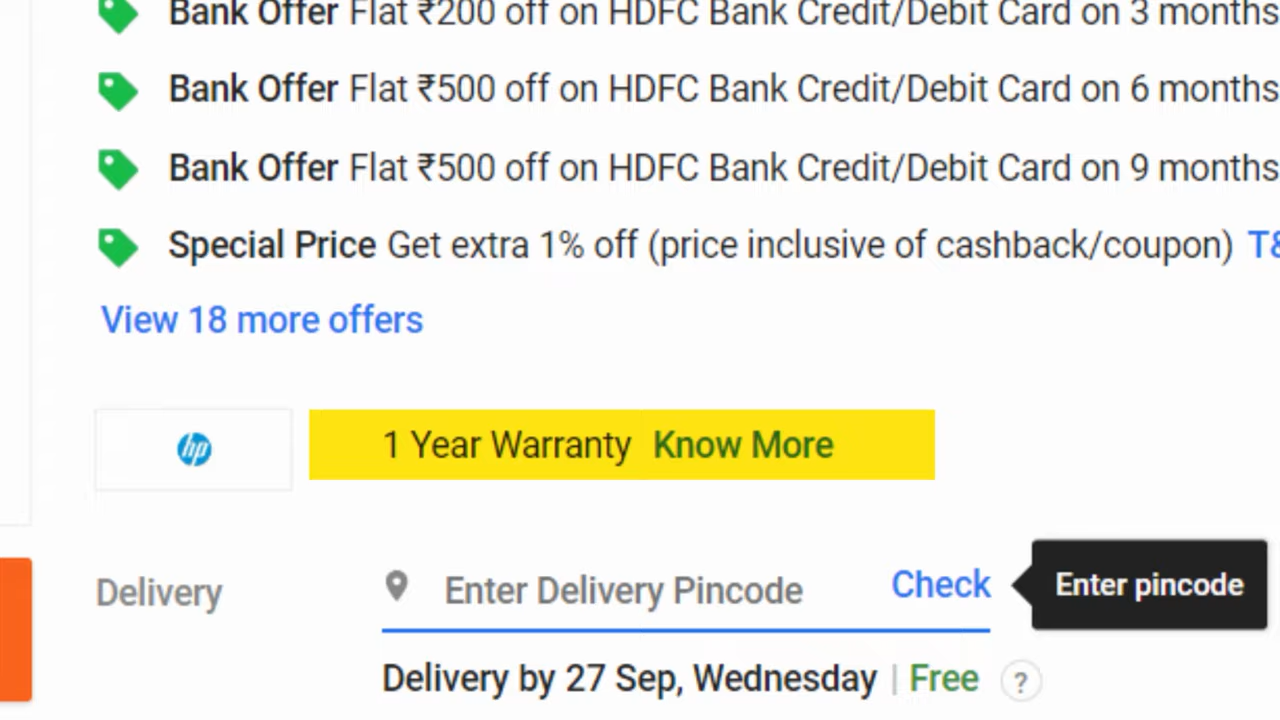 Bank Offer Flat ₹200 off on HDFC Bank Credit/Debit Card on 3 months
Bank Offer Flat ₹500 off on HDFC Bank Credit/Debit Card on 6 months
Bank Offer Flat ₹500 off on HDFC Bank Credit/Debit Card on 9 months
Special Price Get extra 1% off (price inclusive of cashback/coupon) T&
View 18 more offers
hp 1 Year Warranty Know More
Delivery Enter Delivery Pincode Check Enter pincode
Delivery by 27 Sep, Wednesday | Free ?